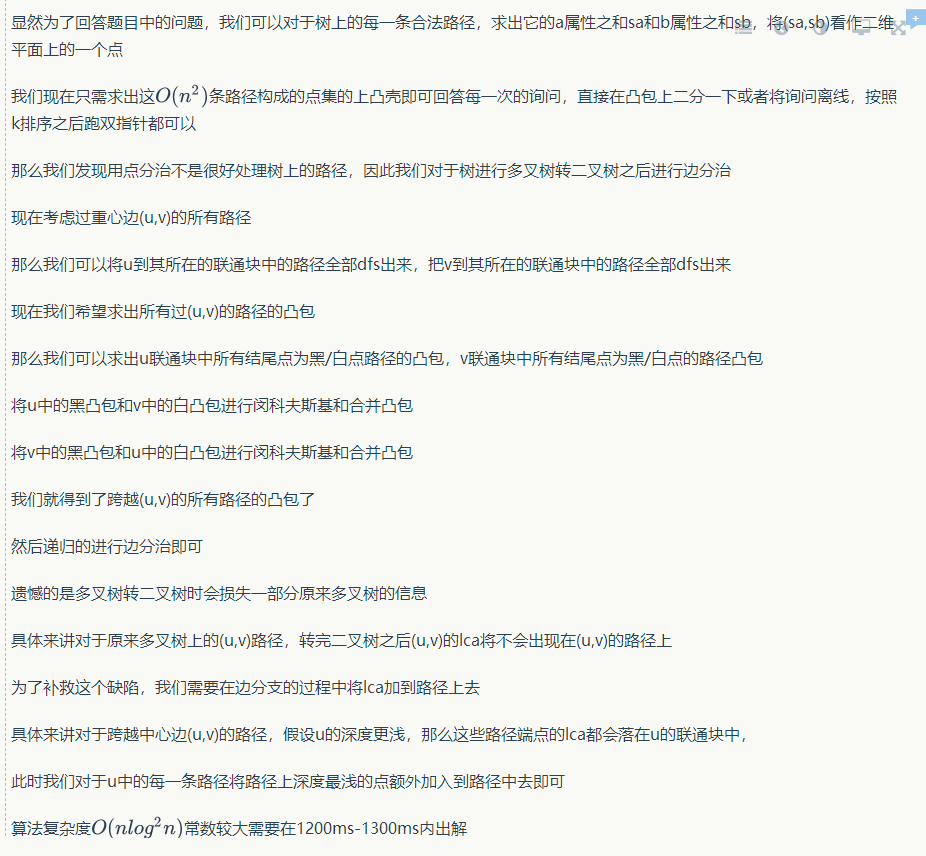 显然为了回答题目中的问题，我们可以对于树上的每一条合法路径，求出它的a属性之和sa和b属性之和sb，将(sa,sb)看作二维
平面上的一个点
我们现在只需求出这O(n²)条路径构成的点集的上凸壳即可回答每一次的询问，直接在凸包上二分一下或者将询问离线，按照
k排序之后跑双指针都可以
那么我们发现用点分治不是很好处理树上的路径，因此我们对于树进行多叉树转二叉树之后进行边分治
现在考虑过重心边(u,v)的所有路径
那么我们可以将u到其所在的联通块中的路径全部dfs出来，把v到其所在的联通块中的路径全部dfs出来
现在我们希望求出所有过(u,v)的路径的凸包
那么我们可以求出u联通块中所有结尾点为黑/白点路径的凸包，v联通块中所有结尾点为黑/白点的路径凸包
将u中的黑凸包和v中的白凸包进行闵科夫斯基和合并凸包
将v中的黑凸包和u中的白凸包进行闵科夫斯基和合并凸包
我们就得到了跨越(u,v)的所有路径的凸包了
然后递归的进行边分治即可
遗憾的是多叉树转二叉树时会损失一部分原来多叉树的信息
具体来讲对于原来多叉树上的(u,v)路径，转完二叉树之后(u,v)的lca将不会出现在(u,v)的路径上
为了补救这个缺陷，我们需要在边分支的过程中将lca加到路径上去
具体来讲对于跨越中心边(u,v)的路径，假设u的深度更浅，那么这些路径端点的lca都会落在u的联通块中，
此时我们对于u中的每一条路径将路径上深度最浅的点额外加入到路径中去即可
算法复杂度O(nlog²n)常数较大需要在1200ms-1300ms内出解